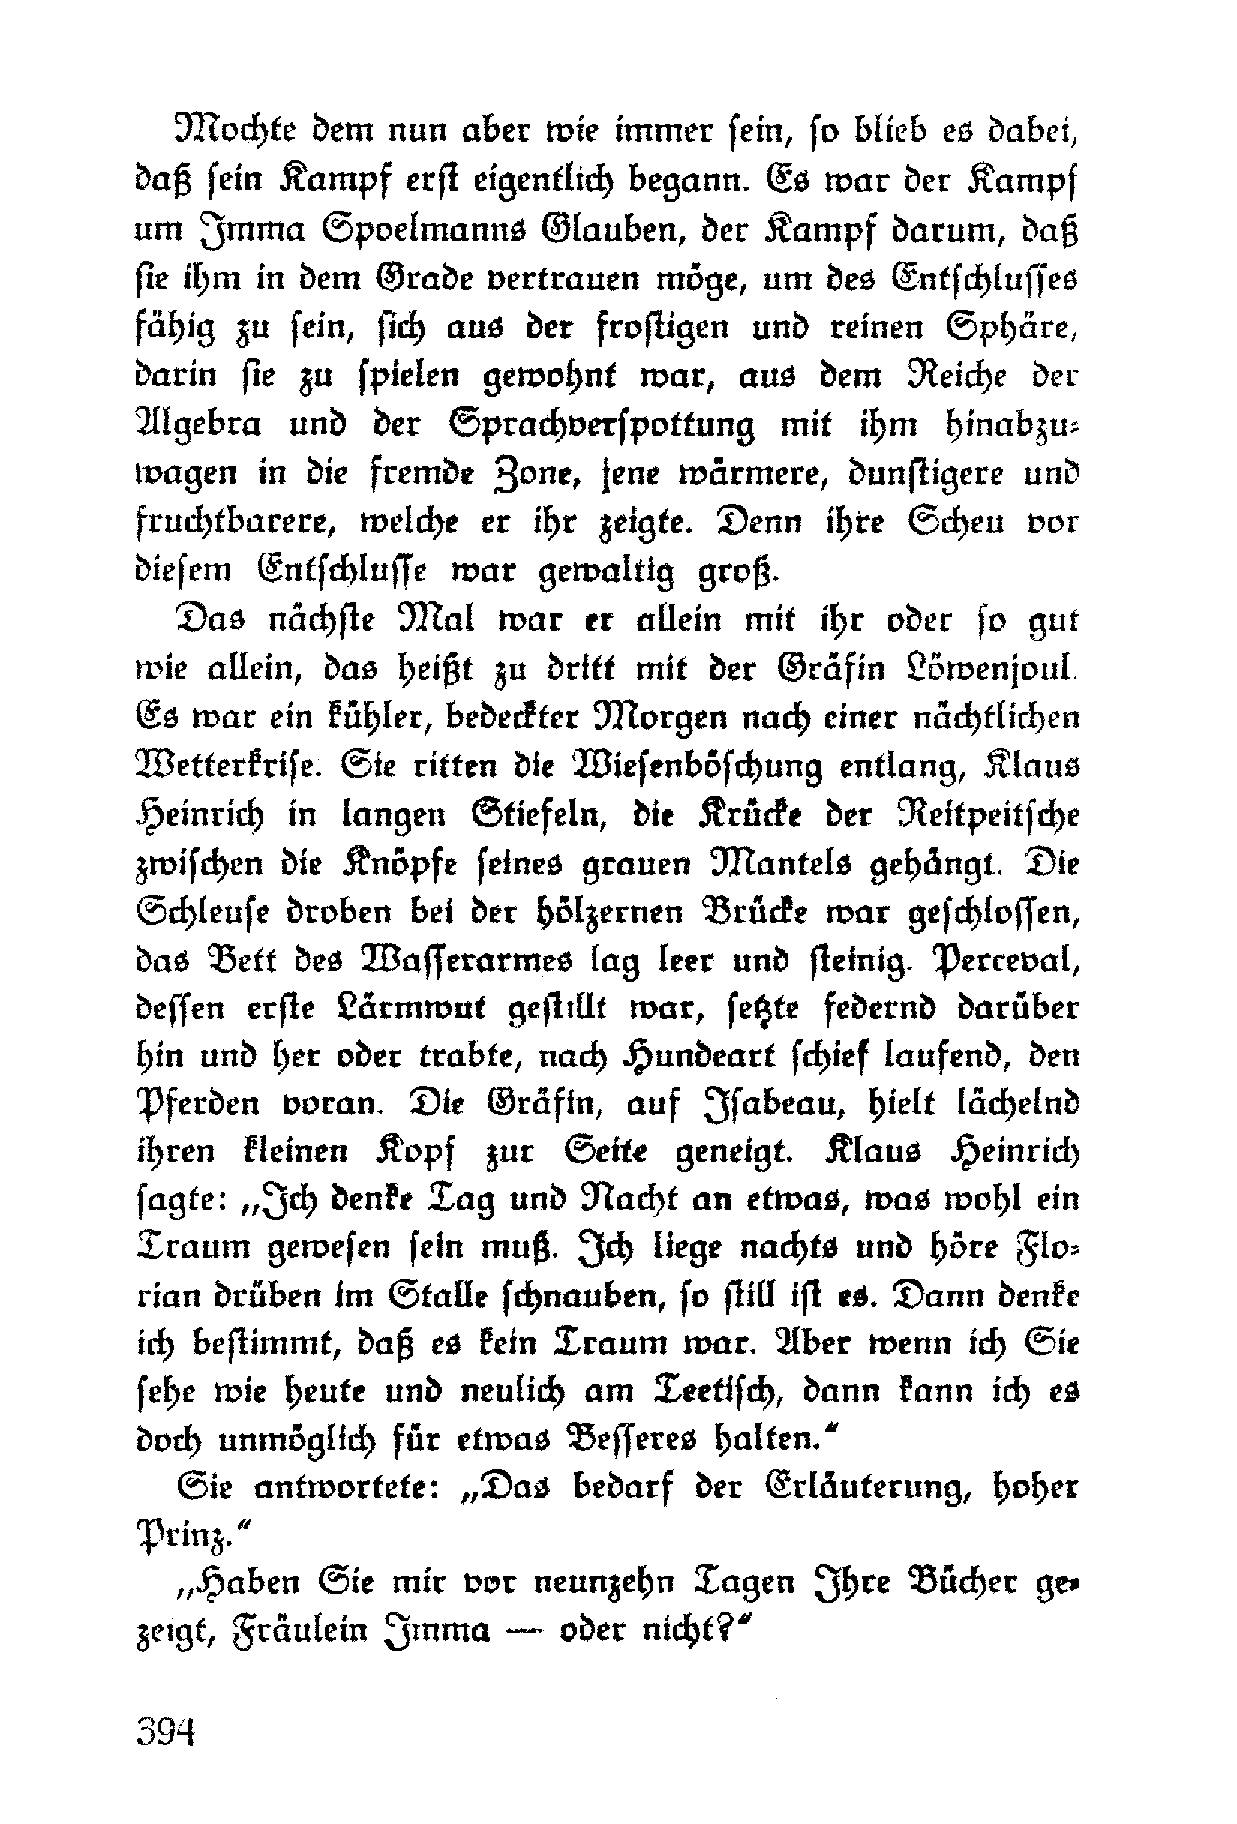 Mochte dem nun aber wie immer sein, so blieb es dabei,
daß sein Kampf erst eigentlich begann. Es war der Kampf
um Imma Spoelmanns Glauben, der Kampf darum, daß
sie ihm in dem Grade vertrauen möge, um des Entschlusses
fähig zu sein, sich aus der frostigen und reinen Sphäre,
darin sie zu spielen gewohnt war, aus dem Reiche der
Algebra und der Sprachverspottung mit ihm hinabzu-
wagen in die fremde Zone, jene wärmere, dunstigere und
fruchtbarere, welche er ihr zeigte. Denn ihre Scheu vor
diesem Entschlusse war gewaltig groß.
Das nächste Mal war er allein mit ihr oder so gut
wie allein, das heißt zu dritt mit der Gräfin Löwenjoul.
Es war ein kühler, bedeckter Morgen nach einer nächtlichen
Wetterkrise. Sie ritten die Wiesenböschung entlang, Klaus
Heinrich in langen Stiefeln, die Krücke der Reitpeitsche
zwischen die Knöpfe seines grauen Mantels gehängt. Die
Schleuse droben bei der hölzernen Brücke war geschlossen,
das Bett des Wasserarmes lag leer und steinig. Perceval,
dessen erste Lärmwut gestillt war, setzte federnd darüber
hin und her oder trabte, nach Hundeart schief laufend, den
Pferden voran. Die Gräfin, auf Isabeau, hielt lächelnd
ihren kleinen Kopf zur Seite geneigt. Klaus Heinrich
sagte: „Ich denke Tag und Nacht an etwas, was wohl ein
Traum gewesen sein muß. Ich liege nachts und höre Flo-
rian drüben im Stalle schnauben, so still ist es. Dann denke
ich bestimmt, daß es kein Traum war. Aber wenn ich Sie
sehe wie heute und neulich am Teetisch, dann kann ich es
doch unmöglich für etwas Besseres halten.“
Sie antwortete: „Das bedarf der Erläuterung, hoher
Prinz.“
„Haben Sie mir vor neunzehn Tagen Ihre Bücher ge-
zeigt, Fräulein Imma — oder nicht?“
394